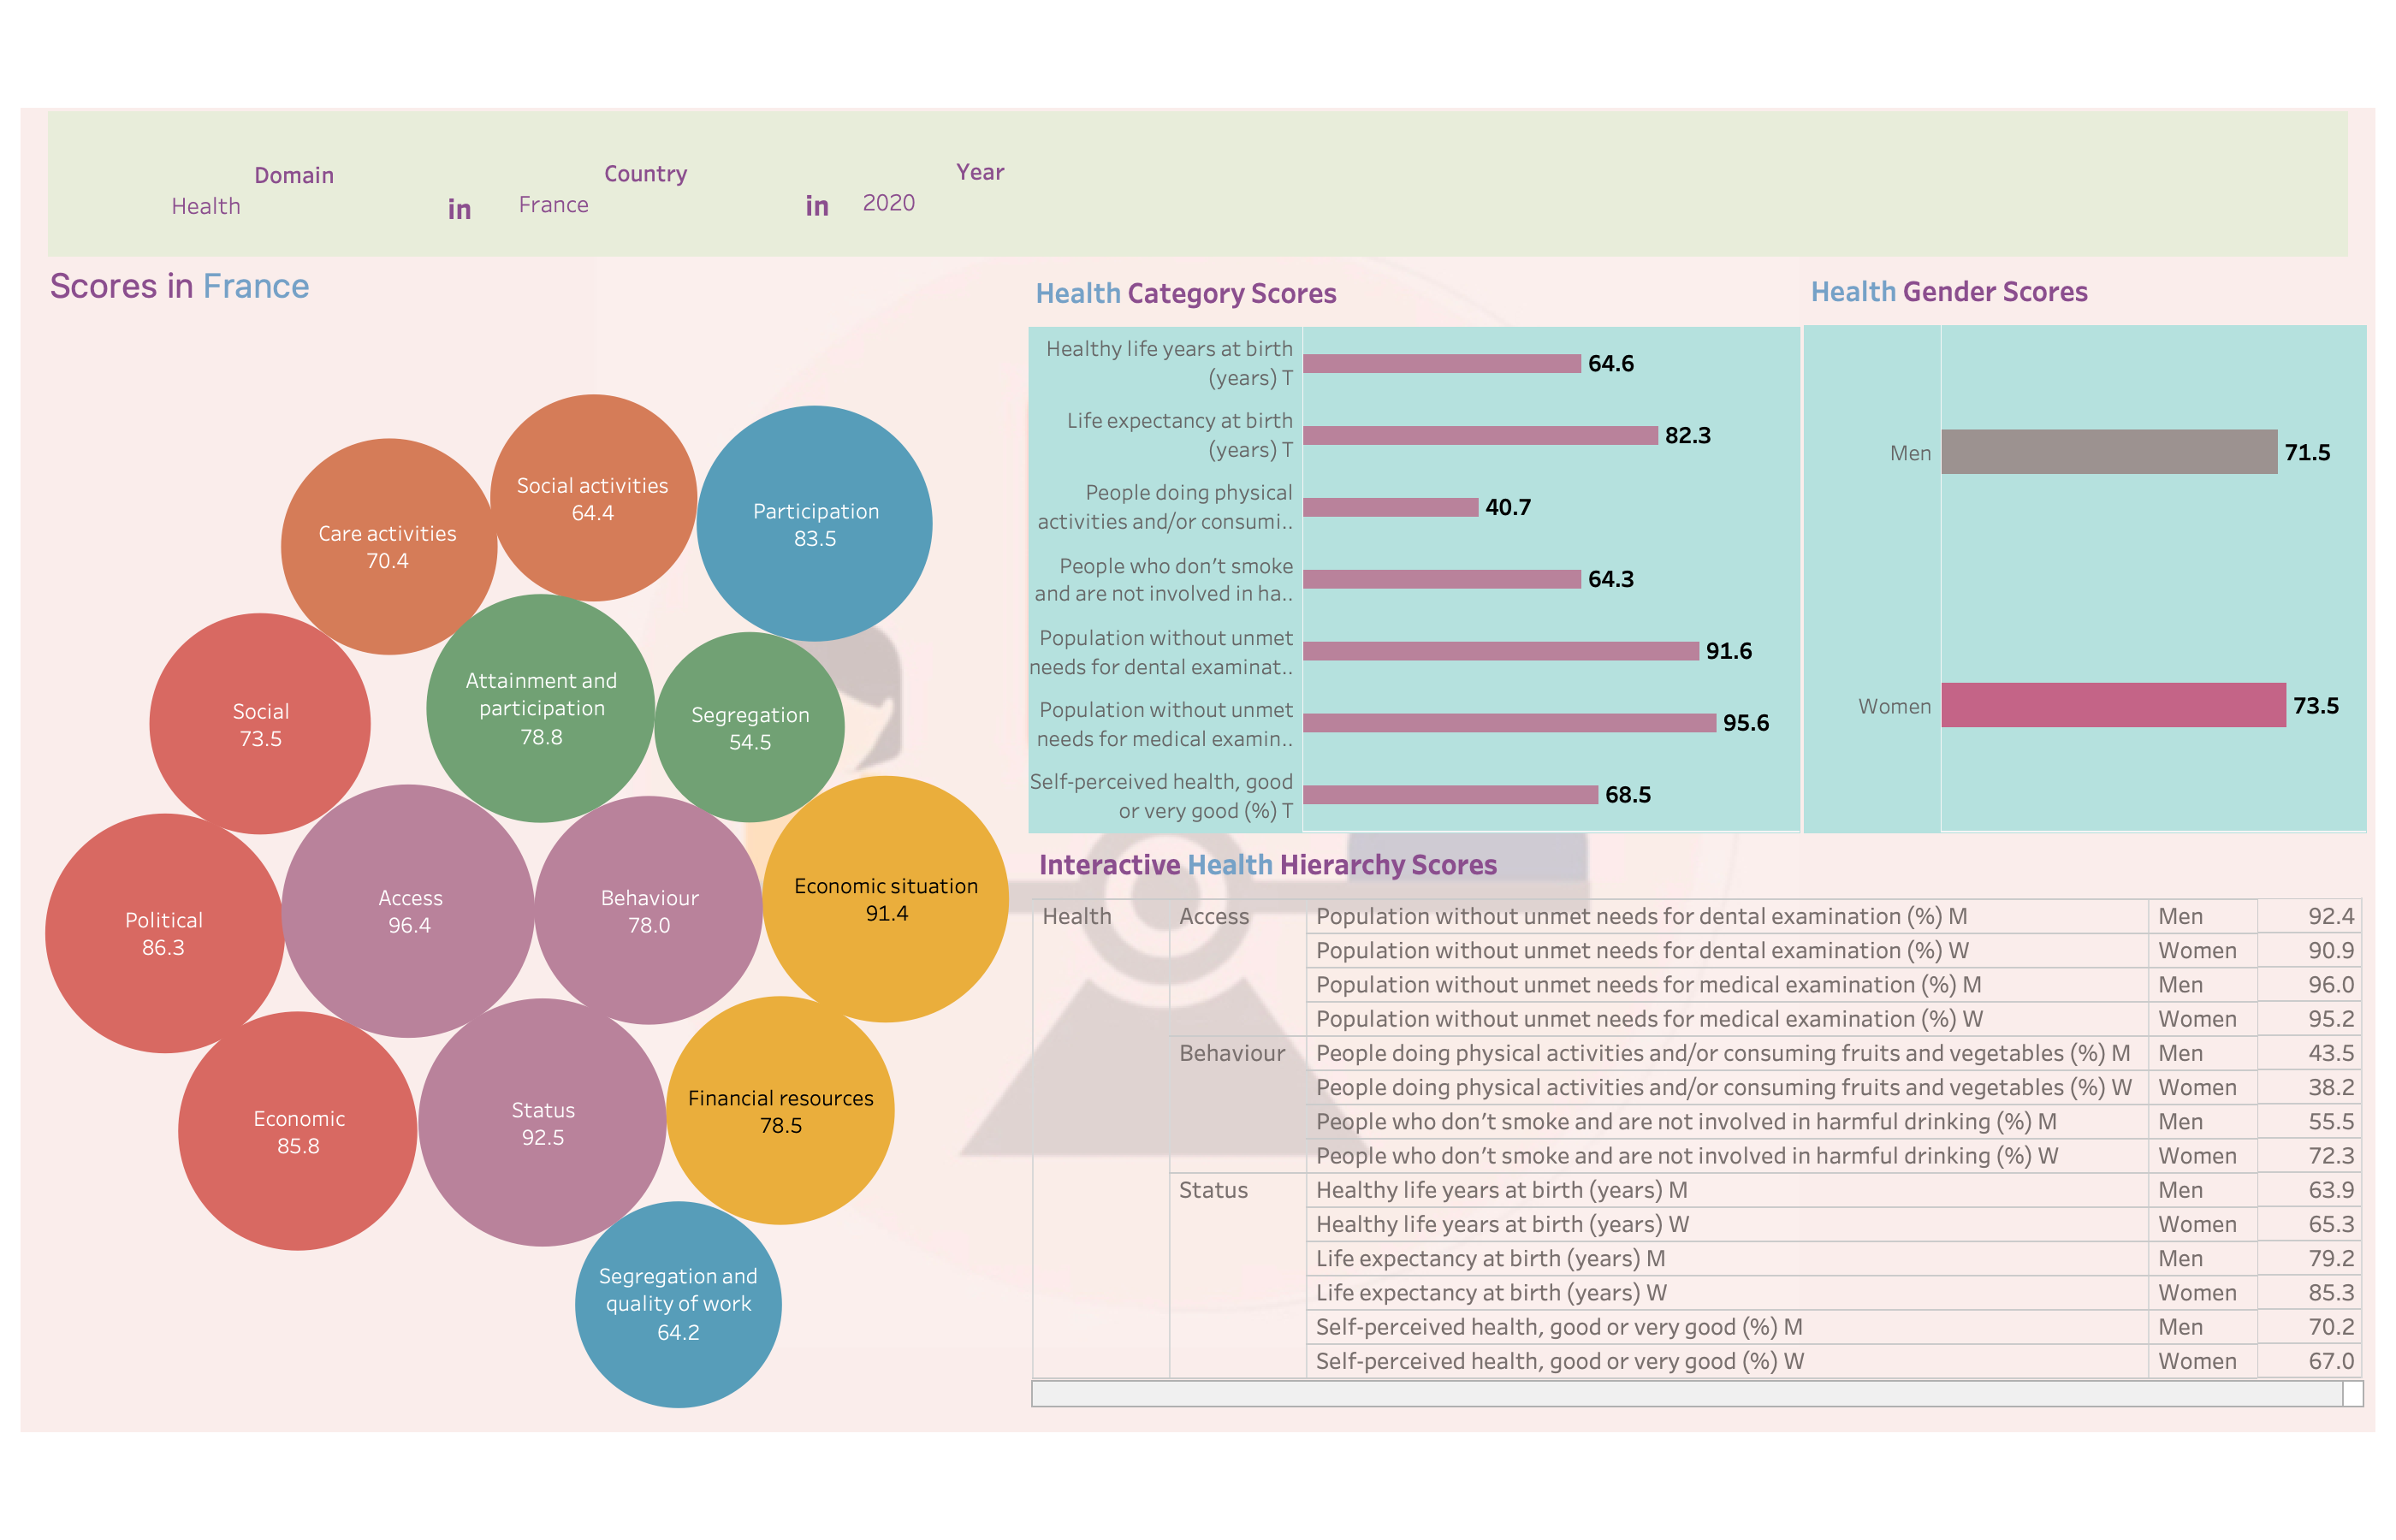 Domain
Country
Year
Health
in
France
in
2020
Scores in France
Social activities
64.4
Participation
83.5
Care activities
70.4
Attainment and
participation
78.8
Social
73.5
Segregation
54.5
Economic situation
91.4
Access
96.4
Behaviour
78.0
Political
86.3
Financial resources
78.5
Status
92.5
Economic
85.8
Segregation and
quality of work
64.2
Health Category Scores
Healthy life years at birth
(years) T
64.6
Life expectancy at birth
(years) T
82.3
People doing physical
activities and/or consumi..
40.7
People who don't smoke
and are not involved in ha..
64.3
Population without unmet
needs for dental examinat..
91.6
Population without unmet
needs for medical examin..
95.6
Self-perceived health, good
or very good (%) T
68.5
Health Gender Scores
Men 71.5
Women 73.5
Interactive Health Hierarchy Scores
Health Access Population without unmet needs for dental examination (%) M Men 92.4
Population without unmet needs for dental examination (%) W Women 90.9
Population without unmet needs for medical examination (%) M Men 96.0
Population without unmet needs for medical examination (%) W Women 95.2
Behaviour People doing physical activities and/or consuming fruits and vegetables (%) M Men 43.5
People doing physical activities and/or consuming fruits and vegetables (%) W Women 38.2
People who don't smoke and are not involved in harmful drinking (%) M Men 55.5
People who don't smoke and are not involved in harmful drinking (%) W Women 72.3
Status Healthy life years at birth (years) M Men 63.9
Healthy life years at birth (years) W Women 65.3
Life expectancy at birth (years) M Men 79.2
Life expectancy at birth (years) W Women 85.3
Self-perceived health, good or very good (%) M Men 70.2
Self-perceived health, good or very good (%) W Women 67.0